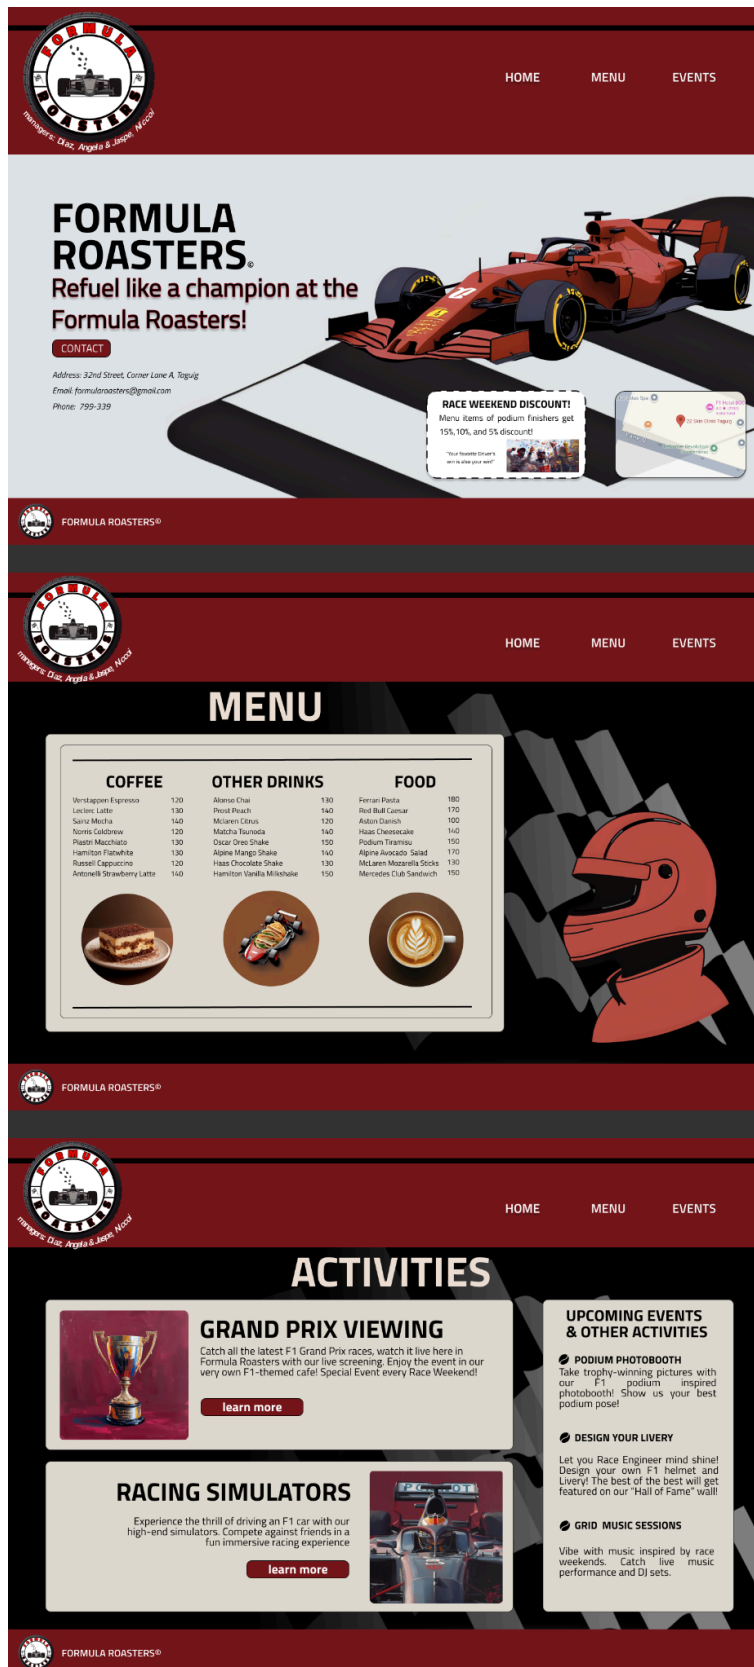 FORMULA
ROASTERS
managers: Diaz, Angela & Jaspe, Niccoi
HOME MENU EVENTS
FORMULA
ROASTERS©
Refuel like a champion at the
Formula Roasters!
CONTACT
Address: 32nd Street, Corner Lane A, Taguig
Email: formularoasters@gmail.com
Phone: 799-339
RACE WEEKEND DISCOUNT!
Menu items of podium finishers get
15%,10%, and 5% discount!
"Your favorite Driver's
win is also your win!"
FORMULA ROASTERS©
FORMULA
ROASTERS
managers: Diaz, Angela & Jaspe, Niccoi
HOME MENU EVENTS
MENU
COFFEE
Verstappen Espresso 120
Leclerc Latte 130
Sainz Mocha 140
Norris Coldbrew 120
Piastri Macchiato 130
Hamilton Flatwhite 130
Russell Cappuccino 120
Antonelli Strawberry Latte 140
OTHER DRINKS
Alonso Chai 130
Prost Peach 140
Mclaren Citrus 120
Matcha Tsunoda 140
Oscar Oreo Shake 150
Alpine Mango Shake 140
Haas Chocolate Shake 130
Hamilton Vanilla Milkshake 150
FOOD
Ferrari Pasta 180
Red Bull Caesar 170
Aston Danish 100
Haas Cheesecake 140
Podium Tiramisu 150
Alpine Avocado Salad 170
McLaren Mozarella Sticks 130
Mercedes Club Sandwich 150
FORMULA ROASTERS©
FORMULA
ROASTERS
managers: Diaz, Angela & Jaspe, Niccoi
HOME MENU EVENTS
ACTIVITIES
GRAND PRIX VIEWING
Catch all the latest F1 Grand Prix races, watch it live here in
Formula Roasters with our live screening. Enjoy the event in our
very own F1-themed cafe! Special Event every Race Weekend!
learn more
RACING SIMULATORS
Experience the thrill of driving an F1 car with our
high-end simulators. Compete against friends in a
fun immersive racing experience
learn more
UPCOMING EVENTS
& OTHER ACTIVITIES
PODIUM PHOTOBOOTH
Take trophy-winning pictures with
our F1 podium inspired
photobooth! Show us your best
podium pose!
DESIGN YOUR LIVERY
Let you Race Engineer mind shine!
Design your own F1 helmet and
Livery! The best of the best will get
featured on our "Hall of Fame" wall!
GRID MUSIC SESSIONS
Vibe with music inspired by race
weekends. Catch live music
performance and DJ sets.
FORMULA ROASTERS©